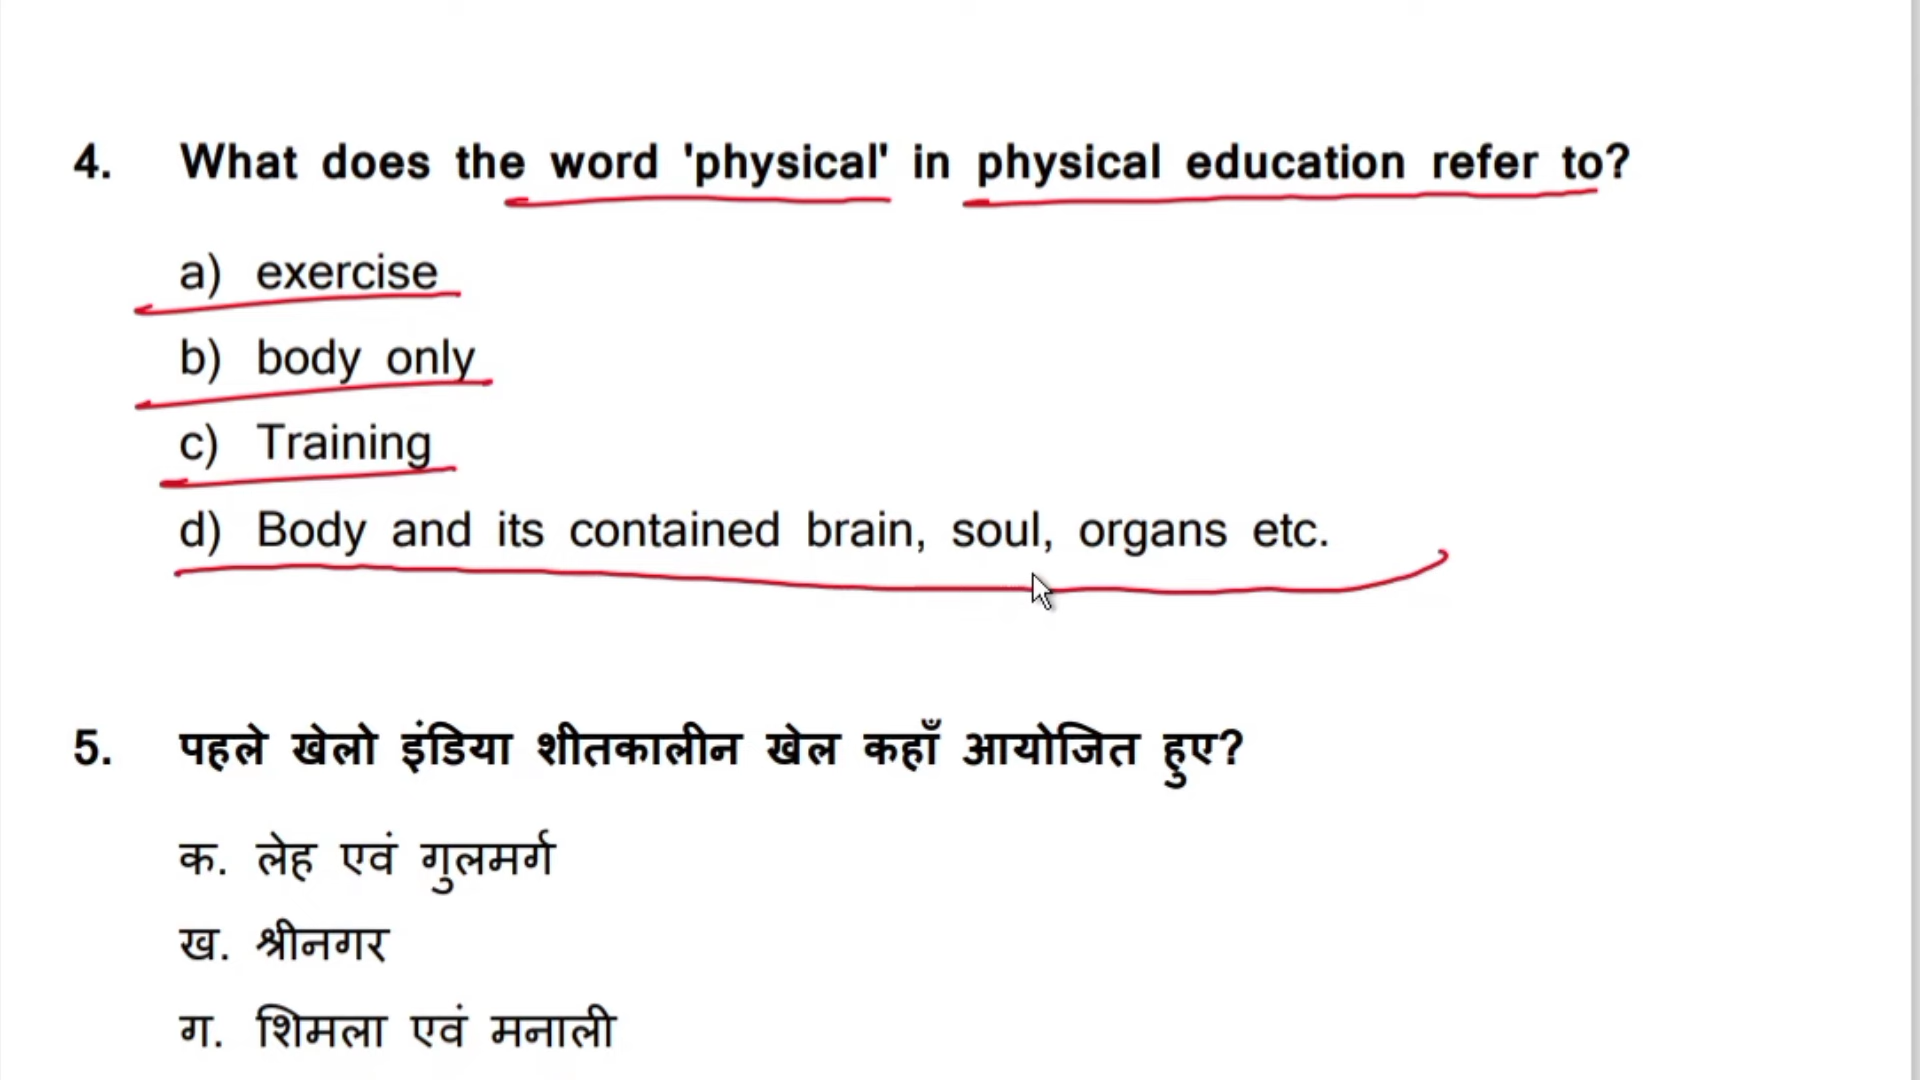 4. What does the word 'physical' in physical education refer to?
a) exercise
b) body only
c) Training
d) Body and its contained brain, soul, organs etc.
5. पहले खेलो इंडिया शीतकालीन खेल कहाँ आयोजित हुए?
क. लेह एवं गुलमर्ग
ख. श्रीनगर
ग. शिमला एवं मनाली